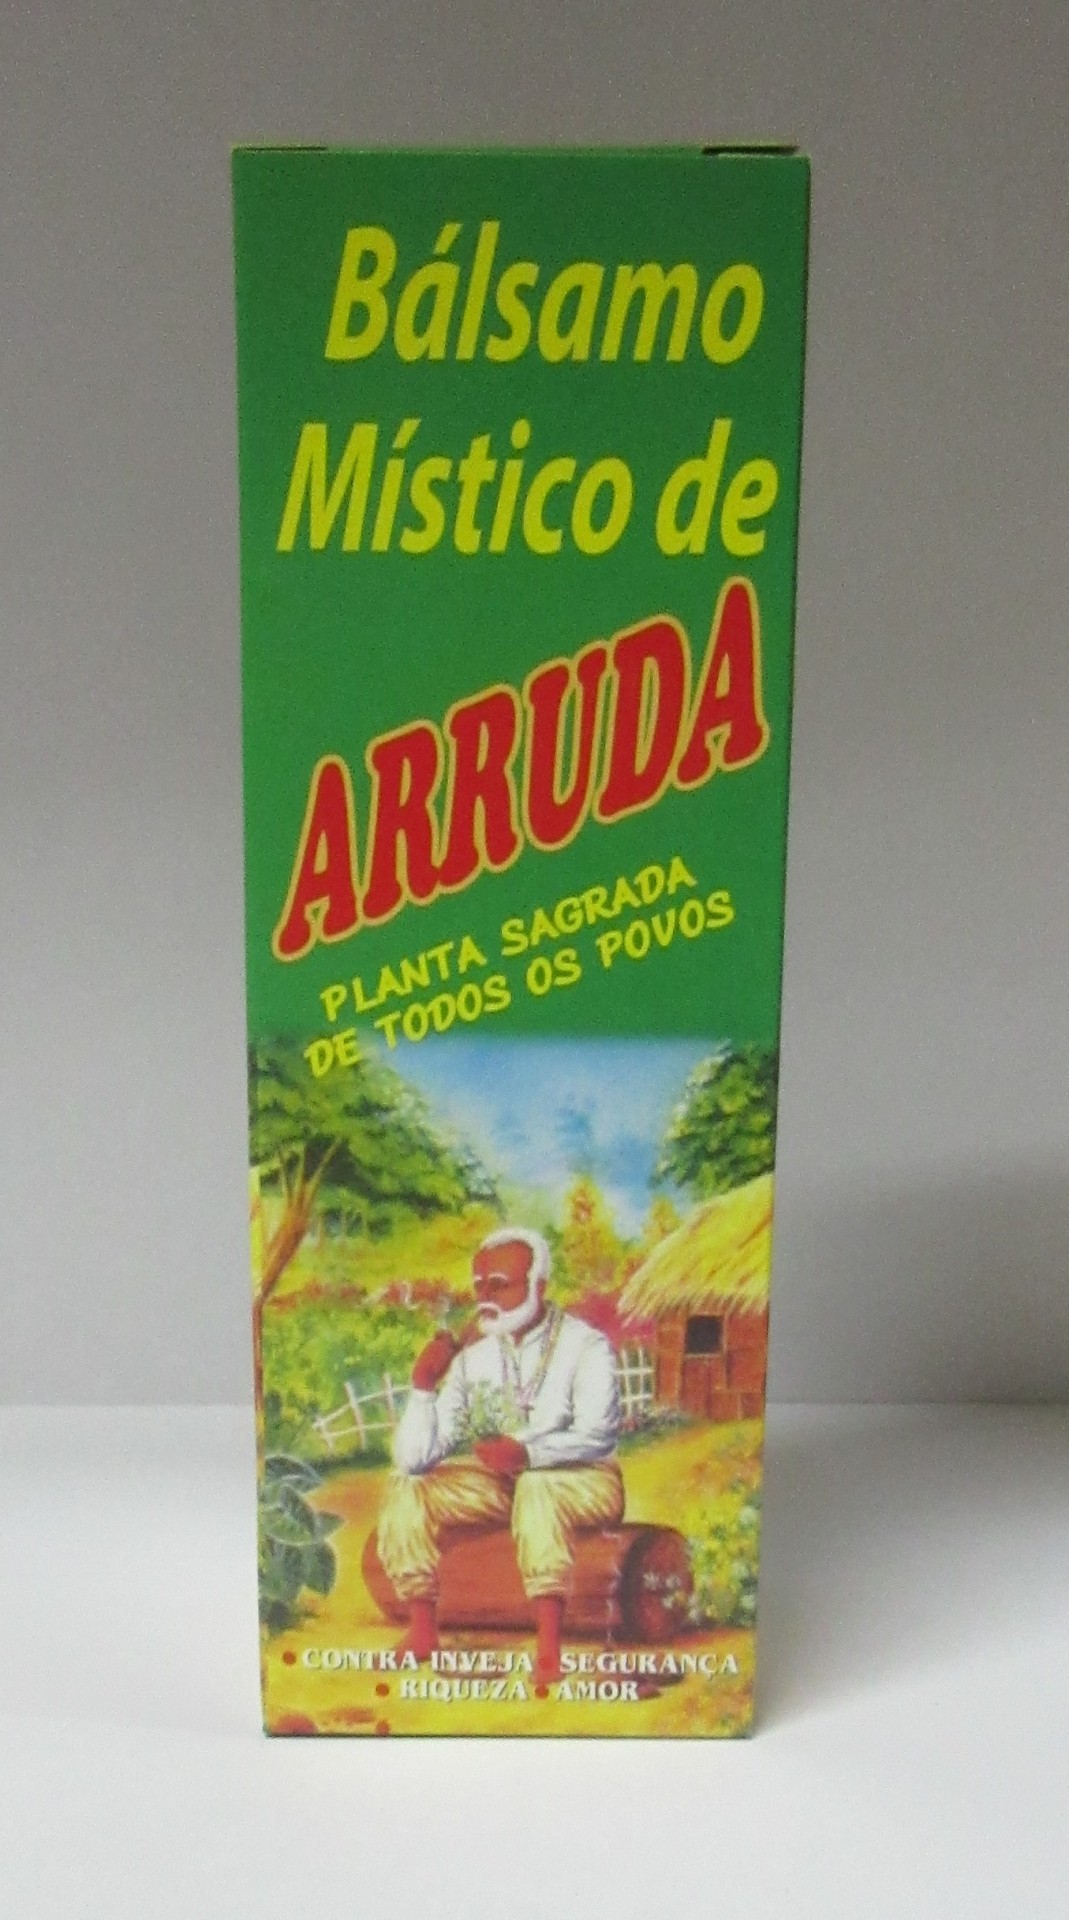 Bálsamo
Místico de
ARRUDA
PLANTA SAGRADA
DE TODOS OS POVOS
• CONTRA INVEJA • SEGURANÇA
• RIQUEZA • AMOR